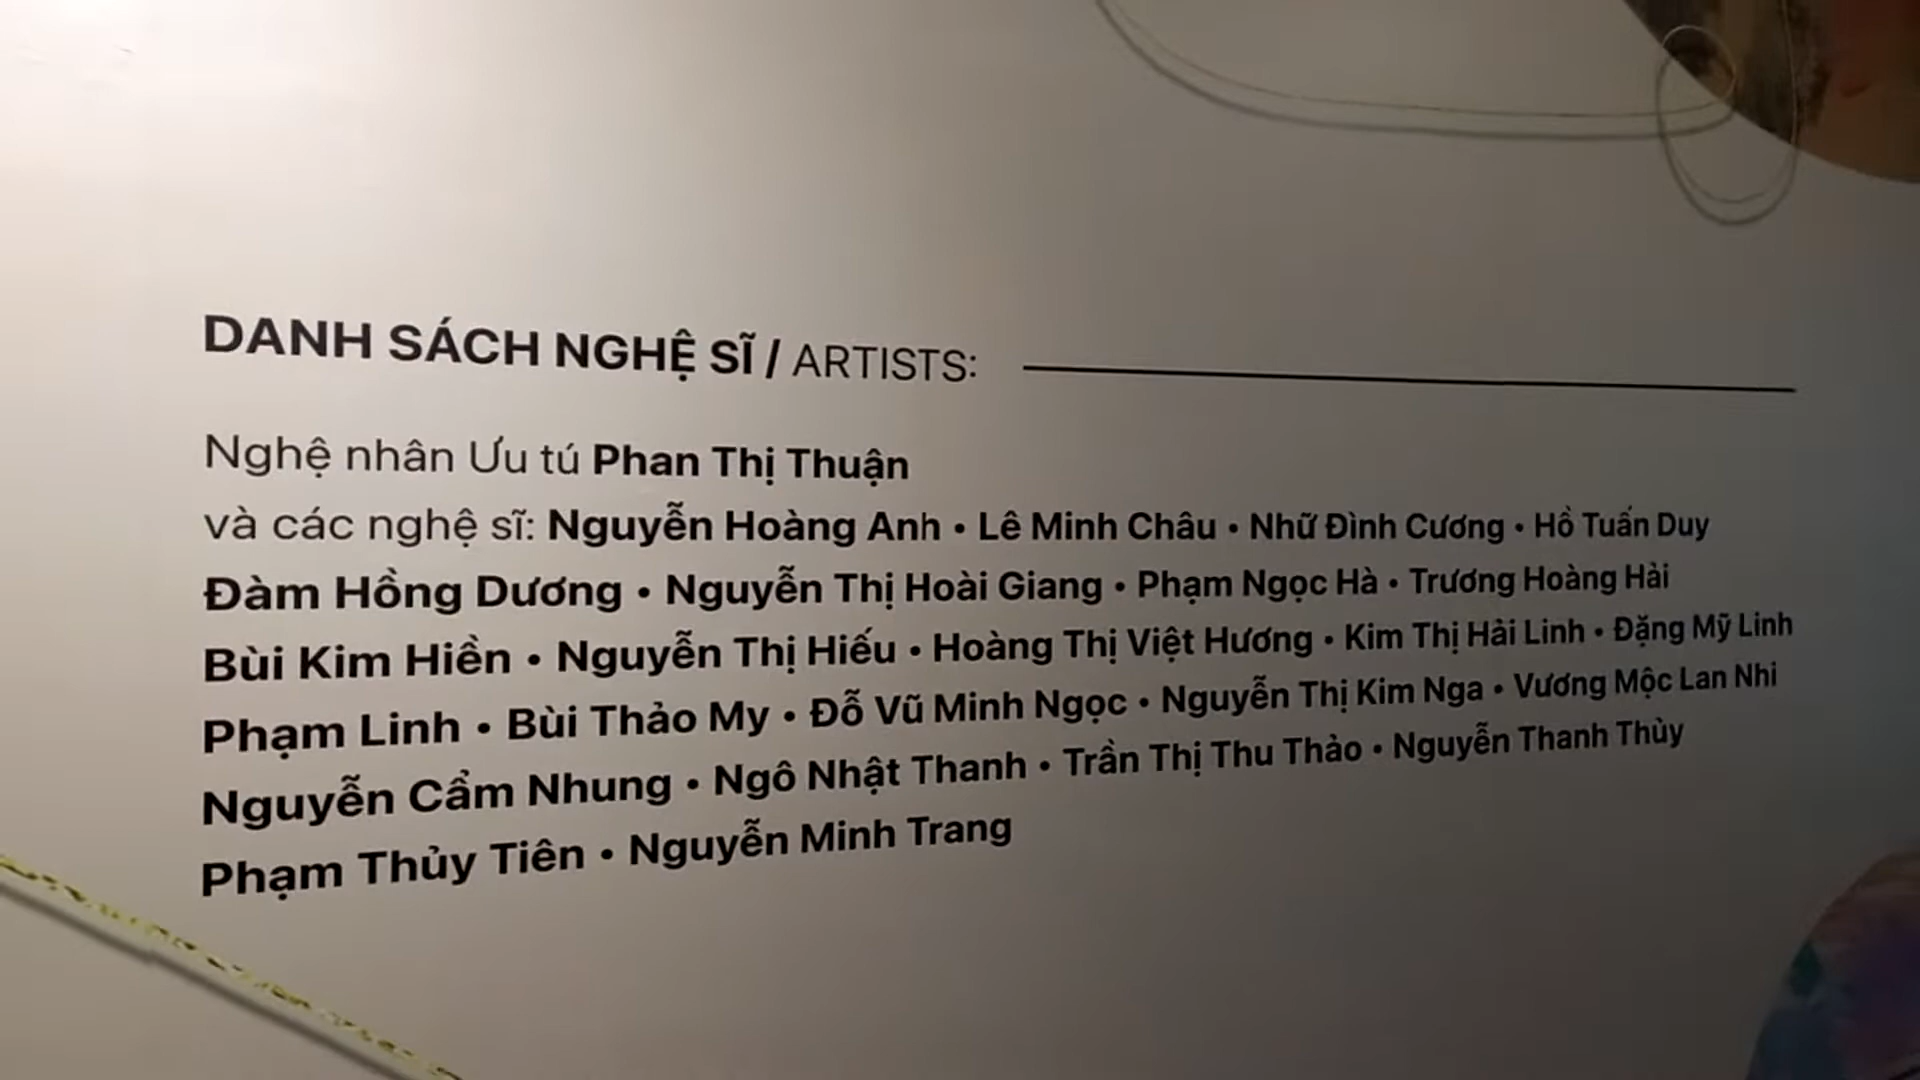 DANH SÁCH NGHỆ SĨ / ARTISTS:
Nghệ nhân Ưu tú Phan Thị Thuận
và các nghệ sĩ: Nguyễn Hoàng Anh • Lê Minh Châu • Nhữ Đình Cương • Hồ Tuấn Duy
Đàm Hồng Dương • Nguyễn Thị Hoài Giang • Phạm Ngọc Hà • Trương Hoàng Hải
Bùi Kim Hiền • Nguyễn Thị Hiếu • Hoàng Thị Việt Hương • Kim Thị Hải Linh • Đặng Mỹ Linh
Phạm Linh • Bùi Thảo My • Đỗ Vũ Minh Ngọc • Nguyễn Thị Kim Nga • Vương Mộc Lan Nhi
Nguyễn Cẩm Nhung • Ngô Nhật Thanh • Trần Thị Thu Thảo • Nguyễn Thanh Thùy
Phạm Thủy Tiên • Nguyễn Minh Trang